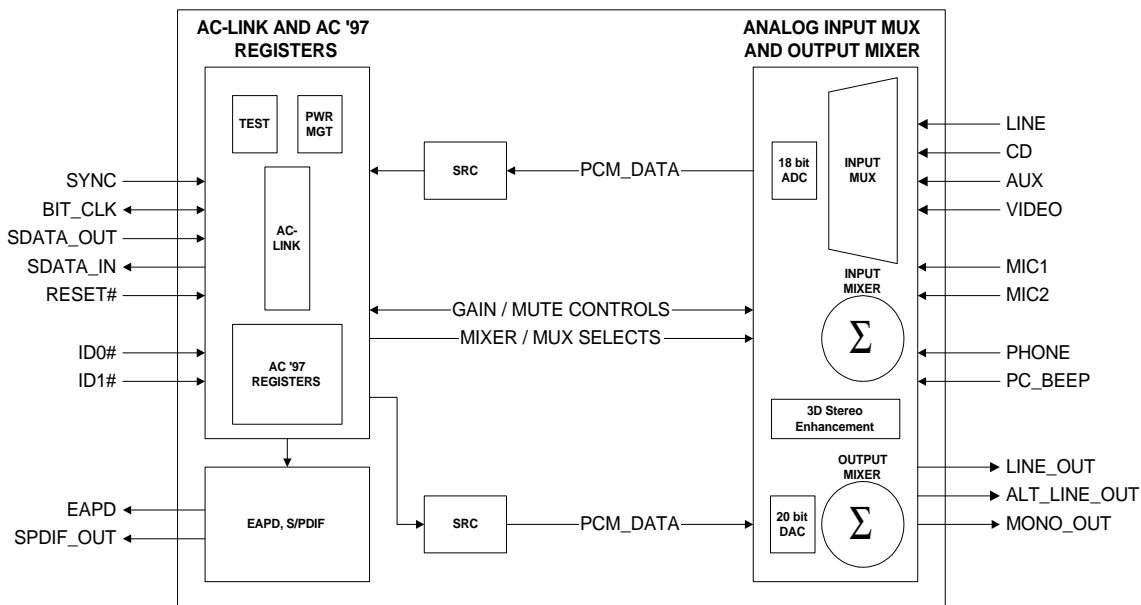 AC-LINK AND AC '97
REGISTERS
TEST
PWR
MGT
AC-
LINK
AC '97
REGISTERS
EAPD, S/PDIF
SYNC
BIT_CLK
SDATA_OUT
SDATA_IN
RESET#
ID0#
ID1#
EAPD
SPDIF_OUT
SRC
PCM_DATA
GAIN / MUTE CONTROLS
MIXER / MUX SELECTS
SRC
PCM_DATA
ANALOG INPUT MUX
AND OUTPUT MIXER
18 bit
ADC
INPUT
MUX
INPUT
MIXER
Σ
3D Stereo
Enhancement
OUTPUT
MIXER
20 bit
DAC
Σ
LINE
CD
AUX
VIDEO
MIC1
MIC2
PHONE
PC_BEEP
LINE_OUT
ALT_LINE_OUT
MONO_OUT